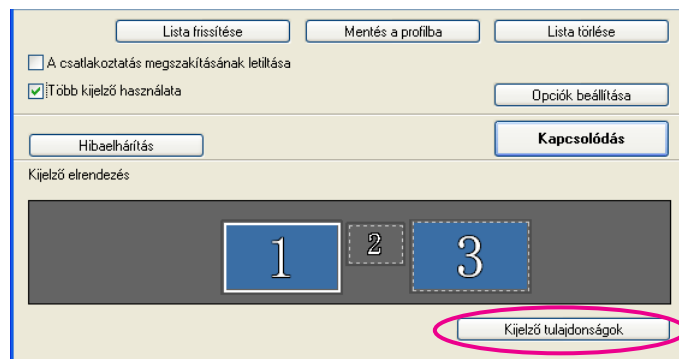 Lista frissítése Mentés a profilba Lista törlése
A csatlakoztatás megszakításának letiltása
Több kijelző használata
Opciók beállítása
Hibaelhárítás Kapcsolódás
Kijelző elrendezés
1 2 3
Kijelző tulajdonságok